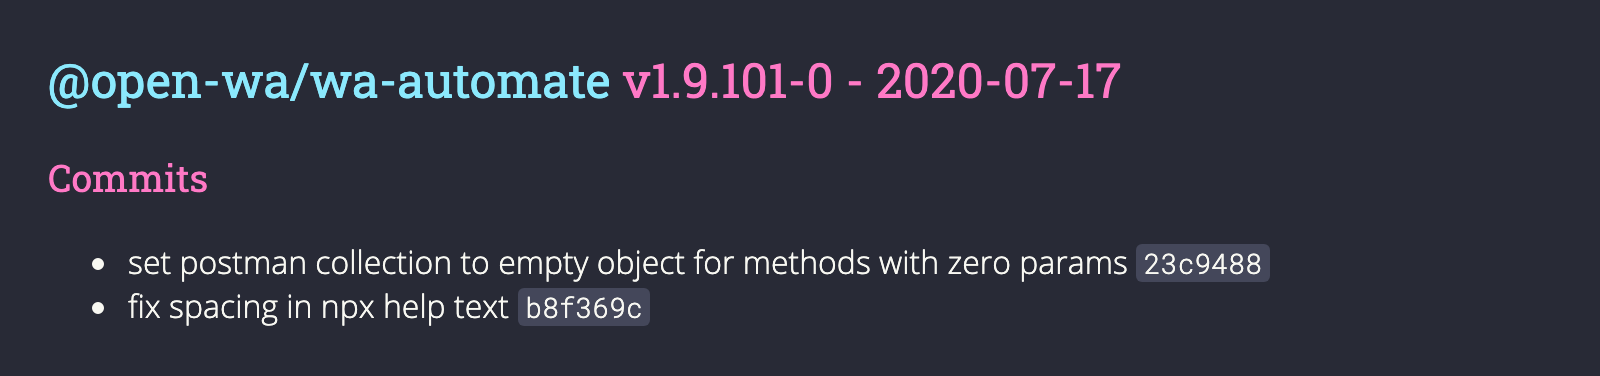 @open-wa/wa-automate v1.9.101-0 - 2020-07-17
Commits
• set postman collection to empty object for methods with zero params 23c9488
• fix spacing in npx help text b8f369c